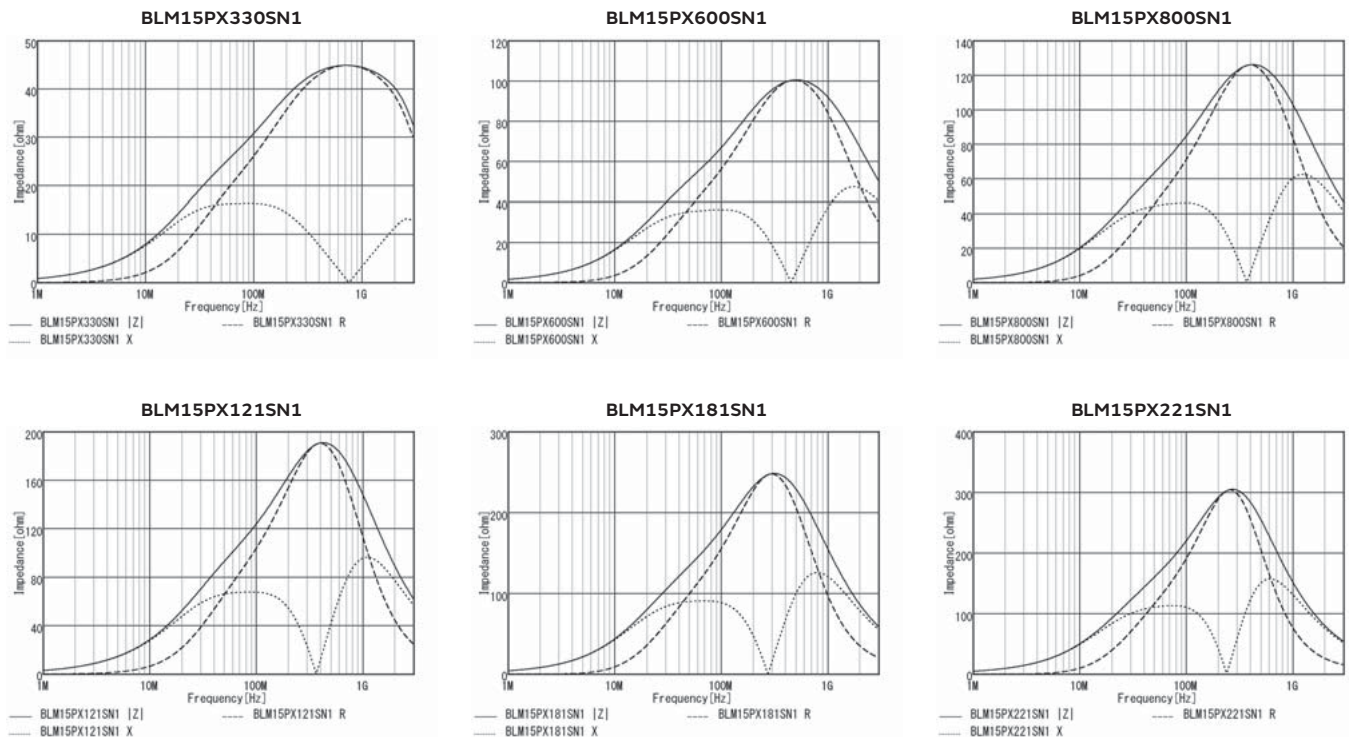 BLM15PX330SN1
50
40
30
20
10
0
Impedance[ohm]
1M 10M 100M 1G
Frequency[Hz]
BLM15PX330SN1 |Z| BLM15PX330SN1 R
BLM15PX330SN1 X
BLM15PX600SN1
120
100
80
60
40
20
0
Impedance[ohm]
1M 10M 100M 1G
Frequency[Hz]
BLM15PX600SN1 |Z| BLM15PX600SN1 R
BLM15PX600SN1 X
BLM15PX800SN1
140
120
100
80
60
40
20
0
Impedance[ohm]
1M 10M 100M 1G
Frequency[Hz]
BLM15PX800SN1 |Z| BLM15PX800SN1 R
BLM15PX800SN1 X
BLM15PX121SN1
200
160
120
80
40
0
Impedance[ohm]
1M 10M 100M 1G
Frequency[Hz]
BLM15PX121SN1 |Z| BLM15PX121SN1 R
BLM15PX121SN1 X
BLM15PX181SN1
300
200
100
0
Impedance[ohm]
1M 10M 100M 1G
Frequency[Hz]
BLM15PX181SN1 |Z| BLM15PX181SN1 R
BLM15PX181SN1 X
BLM15PX221SN1
400
300
200
100
0
Impedance[ohm]
1M 10M 100M 1G
Frequency[Hz]
BLM15PX221SN1 |Z| BLM15PX221SN1 R
BLM15PX221SN1 X